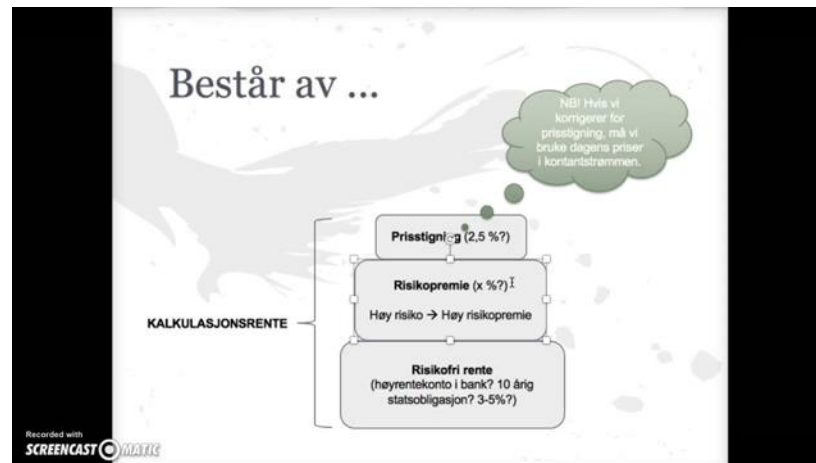 Består av ...
NB! Hvis vi
korrigerer for
prisstigning, må vi
bruke dagens priser
i kontantstrømmen.
Prisstigning (2,5 %?)
Risikopremie (x %?)
Høy risiko → Høy risikopremie
KALKULASJONSRENTE
Risikofri rente
(høyrentekonto i bank? 10 årig
statsobligasjon? 3-5%?)
Recorded with
SCREENCAST MATIC